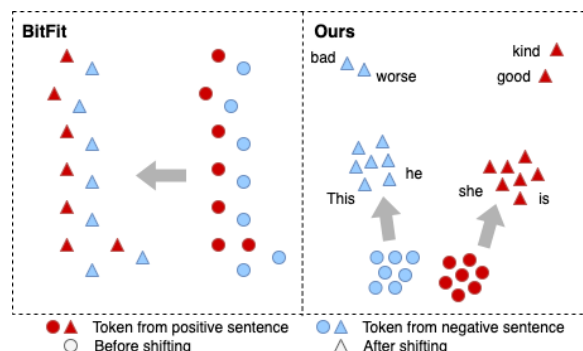 BitFit
Ours
bad
worse
kind
good
This
he
she
is
Token from positive sentence
Token from negative sentence
Before shifting
After shifting